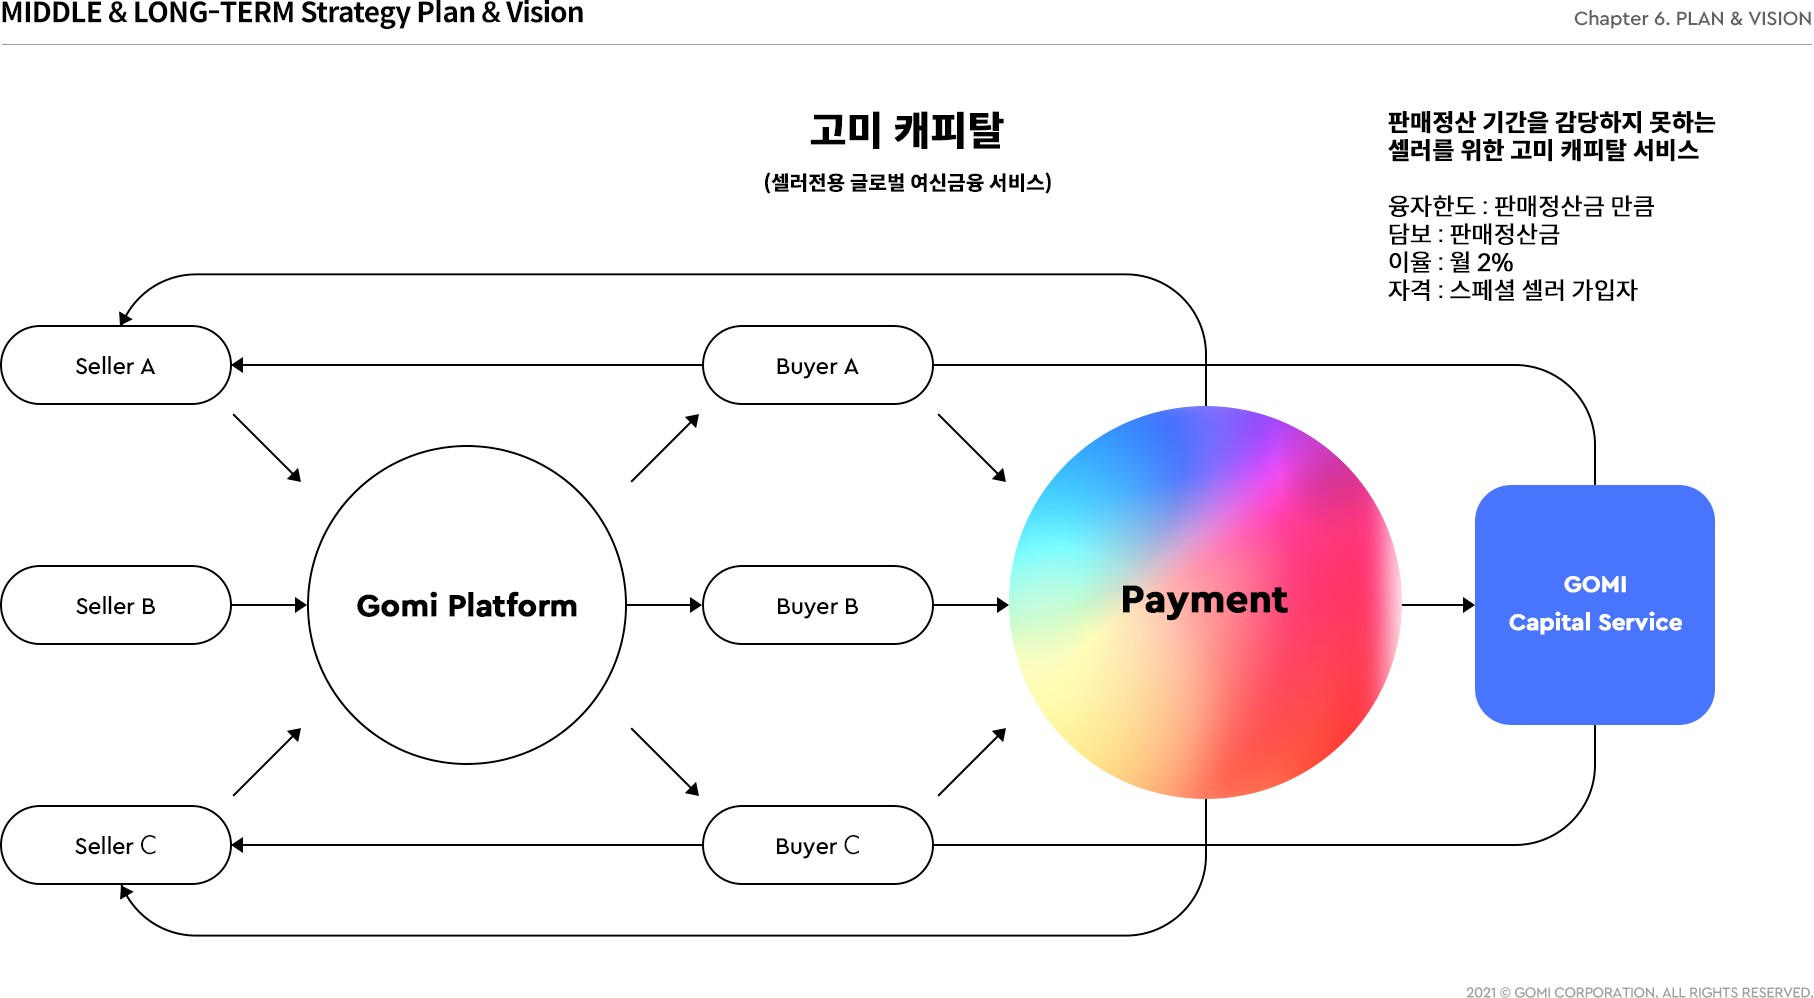 MIDDLE & LONG-TERM Strategy Plan & Vision
Chapter 6. PLAN & VISION
고미 캐피탈
(셀러전용 글로벌 여신금융 서비스)
판매정산 기간을 감당하지 못하는
셀러를 위한 고미 캐피탈 서비스
융자한도 : 판매정산금 만큼
담보 : 판매정산금
이율 : 월 2%
자격 : 스페셜 셀러 가입자
Seller A
Buyer A
Seller B
Gomi Platform
Buyer B
Payment
GOMI
Capital Service
Seller C
Buyer C
2021 © GOMI CORPORATION. ALL RIGHTS RESERVED.